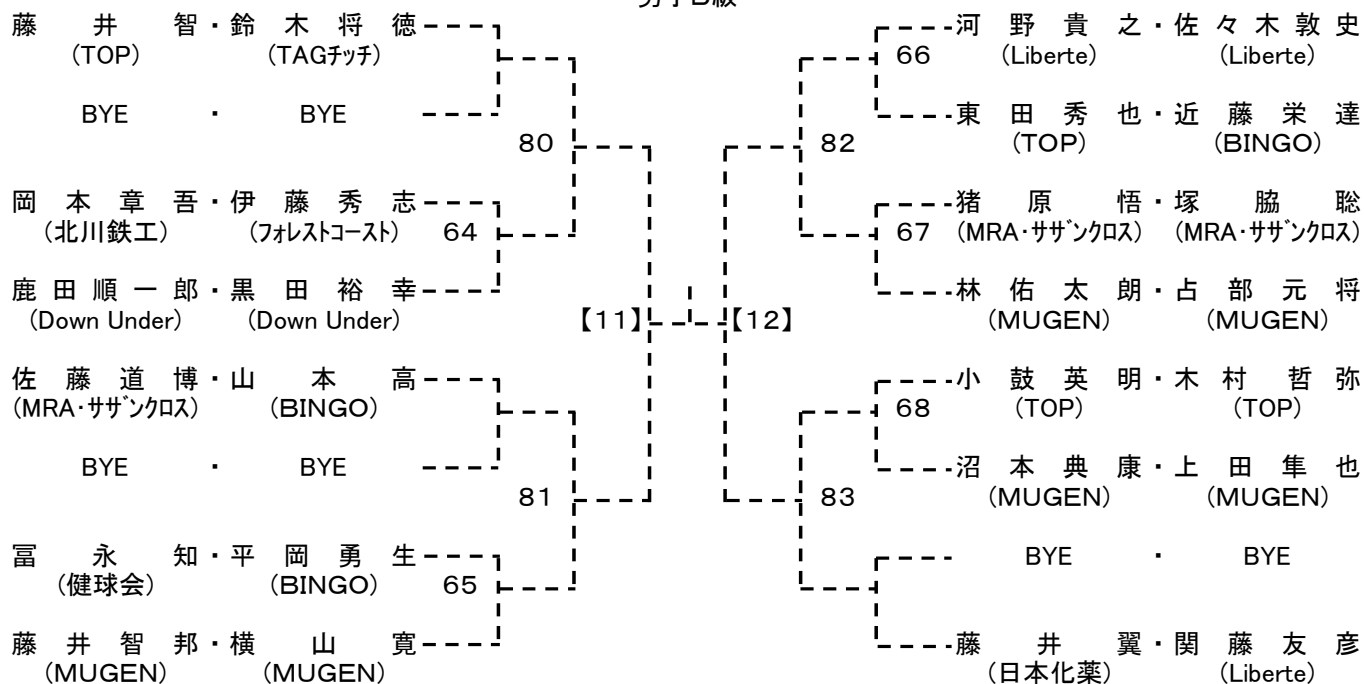 藤井智・鈴木将徳
(TOP) (TAGチッチ)
BYE ・ BYE
80
岡本章吾・伊藤秀志
(北川鉄工) (フォレストコースト) 64
鹿田順一郎・黒田裕幸
(Down Under) (Down Under)
【11】
佐藤道博・山本高
(MRA・サザンクロス) (BINGO)
BYE ・ BYE
81
冨永知・平岡勇生
(健球会) (BINGO) 65
藤井智邦・横山寛
(MUGEN) (MUGEN)
河野貴之・佐々木敦史
66 (Liberte) (Liberte)
東田秀也・近藤栄達
82 (TOP) (BINGO)
猪原悟・塚脇聡
67 (MRA・サザンクロス) (MRA・サザンクロス)
林佑太朗・占部元将
(MUGEN) (MUGEN)
【12】
小鼓英明・木村哲弥
68 (TOP) (TOP)
沼本典康・上田隼也
83 (MUGEN) (MUGEN)
BYE ・ BYE
藤井翼・関藤友彦
(日本化薬) (Liberte)